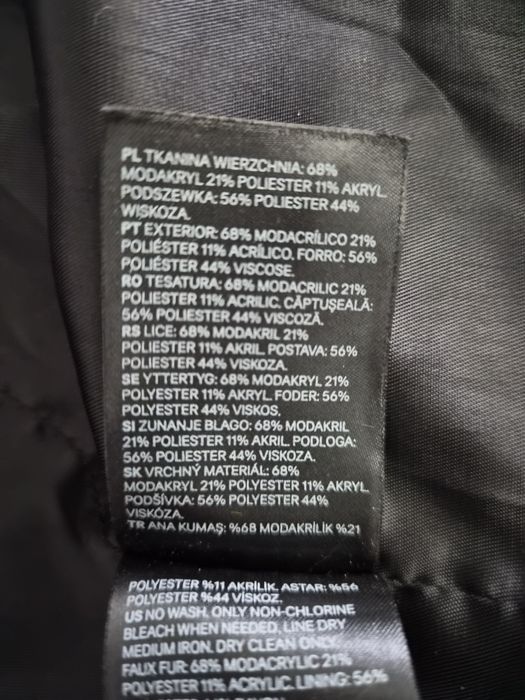 PL TKANINA WIERZCHNIA: 68%
MODAKRYL 21% POLIESTER 11% AKRYL.
PODSZEWKA: 56% POLIESTER 44%
WISKOZA.
PT EXTERIOR: 68% MODACRÍLICO 21%
POLIÉSTER 11% ACRÍLICO. FORRO: 56%
POLIÉSTER 44% VISCOSE.
RO TESATURA: 68% MODACRILIC 21%
POLIESTER 11% ACRILIC. CĂPTUȘEALĂ:
56% POLIESTER 44% VISCOZĂ.
RS LICE: 68% MODAKRIL 21%
POLIESTER 11% AKRIL. POSTAVA: 56%
POLIESTER 44% VISKOZA.
SE YTTERTYG: 68% MODAKRYL 21%
POLYESTER 11% AKRYL. FODER: 56%
POLYESTER 44% VISKOS.
SI ZUNANJE BLAGO: 68% MODAKRIL
21% POLIESTER 11% AKRIL. PODLOGA:
56% POLIESTER 44% VISKOZA.
SK VRCHNÝ MATERIÁL: 68%
MODAKRYL 21% POLYESTER 11% AKRYL.
PODŠÍVKA: 56% POLYESTER 44%
VISKÓZA.
TR ANA KUMAŞ: %68 MODAKRİLİK %21
POLYESTER %11 AKRİLİK. ASTAR: %56
POLYESTER %44 VİSKOZ.
US NO WASH. ONLY NON-CHLORINE
BLEACH WHEN NEEDED. LINE DRY
MEDIUM IRON. DRY CLEAN ONLY.
FAUX FUR: 68% MODACRYLIC 21%
POLYESTER 11% ACRYLIC. LINING: 56%